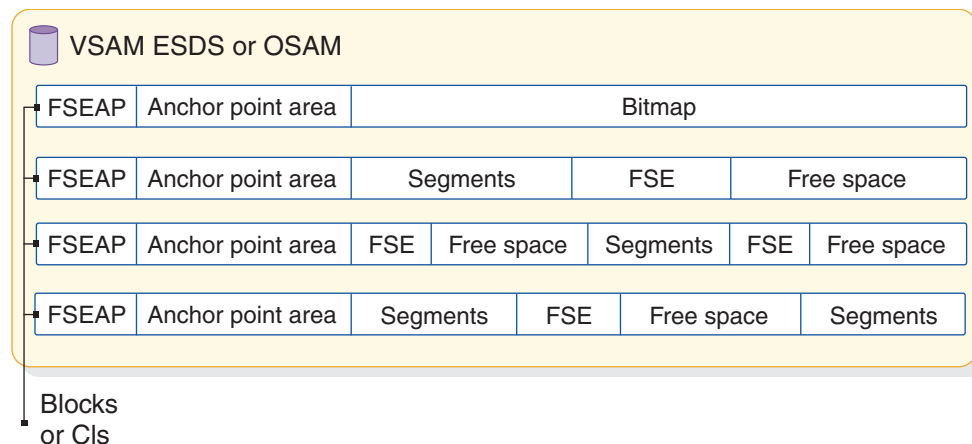 VSAM ESDS or OSAM
FSEAP Anchor point area Bitmap
FSEAP Anchor point area Segments FSE Free space
FSEAP Anchor point area FSE Free space Segments FSE Free space
FSEAP Anchor point area Segments FSE Free space Segments
Blocks
or CIs